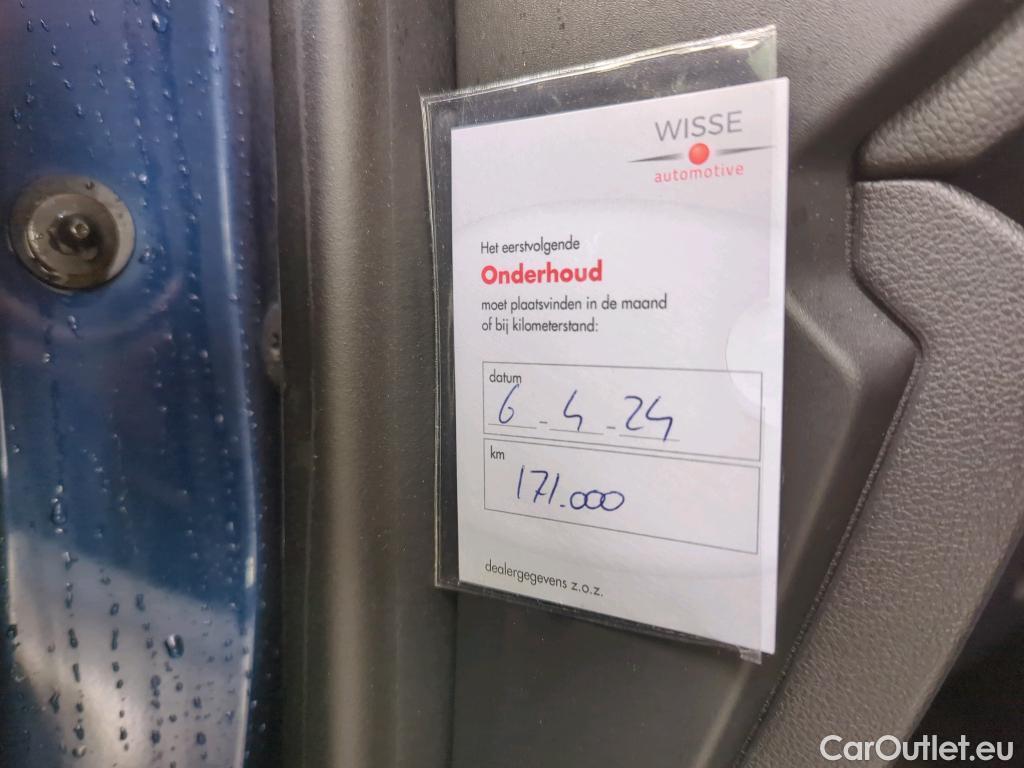 WISSE
automotive
Het eerstvolgende
Onderhoud
moet plaatsvinden in de maand
of bij kilometerstand:
datum
6 - 4 - 24
km
171.000
dealergegevens z.o.z.
CarOutlet.eu